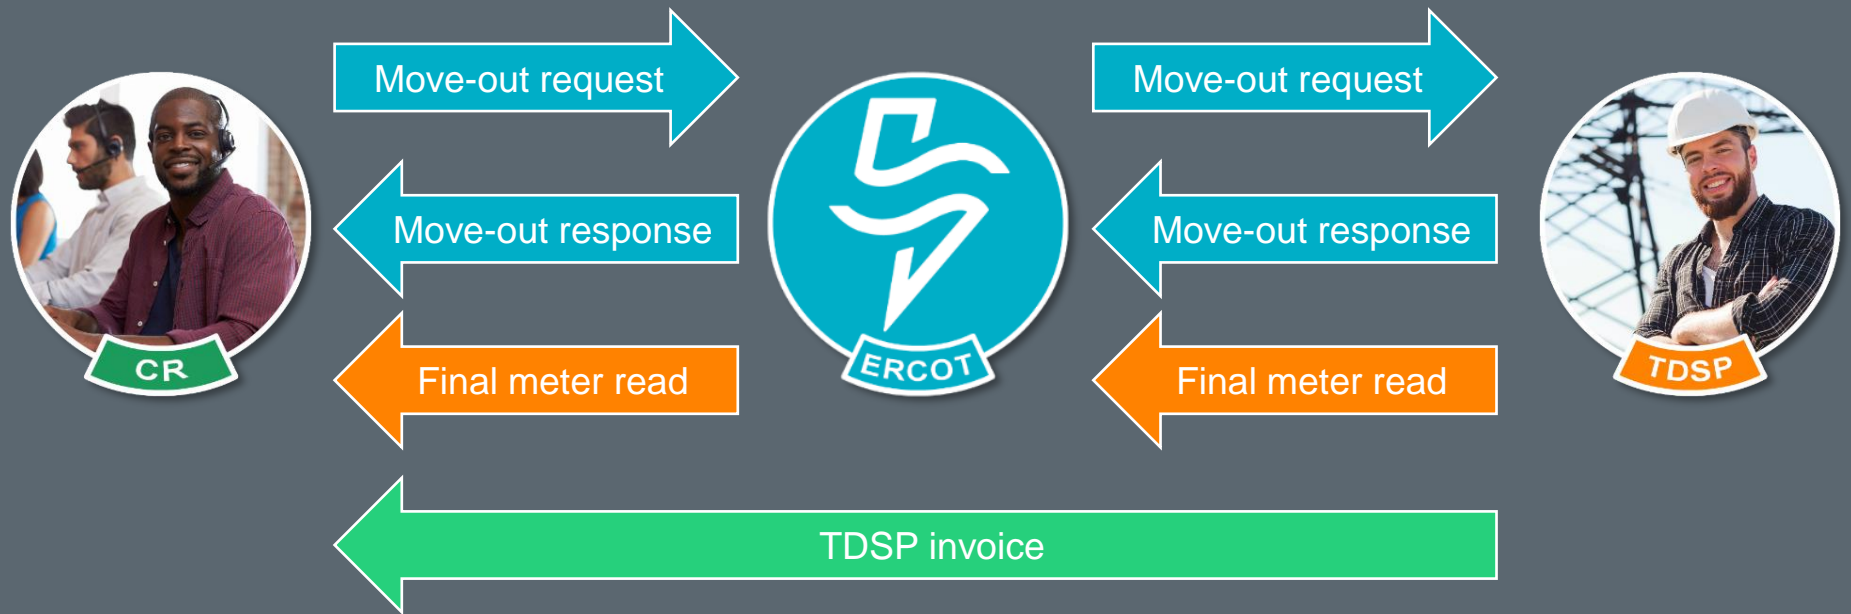 Move-out request
Move-out request
Move-out response
Move-out response
CR
ERCOT
TDSP
Final meter read
Final meter read
TDSP invoice